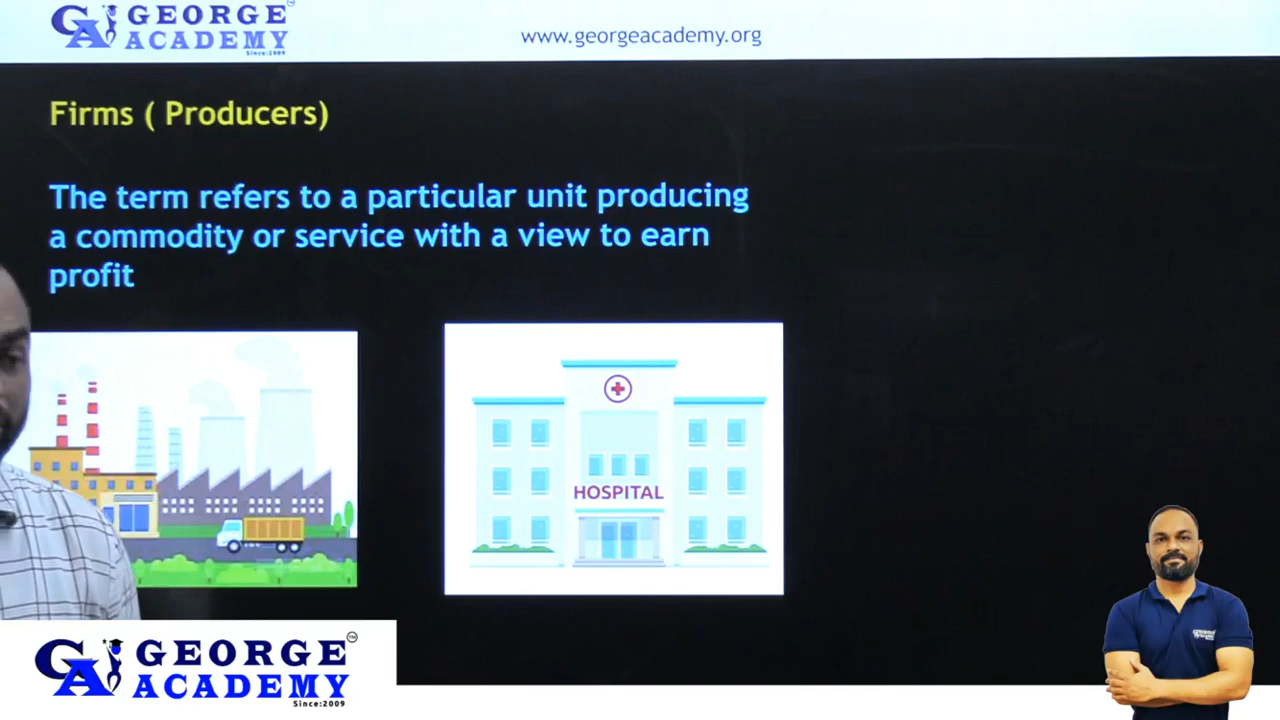 GEORGE
ACADEMY
Since:2009
www.georgeacademy.org
Firms ( Producers)
The term refers to a particular unit producing
a commodity or service with a view to earn
profit
HOSPITAL
GEORGE
ACADEMY
Since:2009